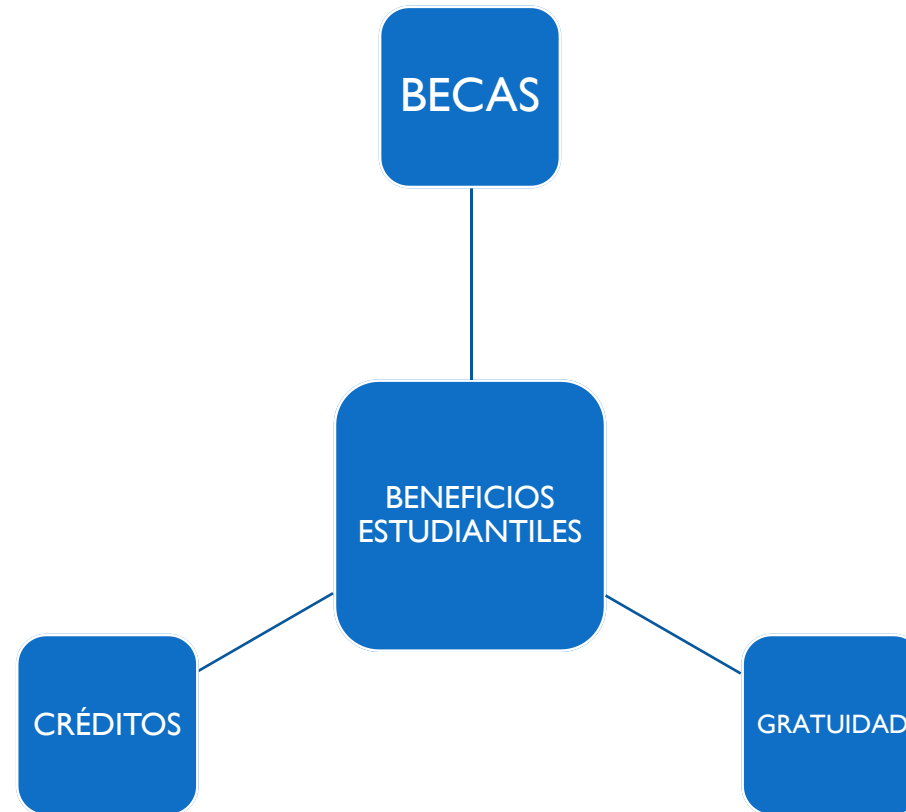 BECAS
BENEFICIOS
ESTUDIANTILES
CRÉDITOS
GRATUIDAD